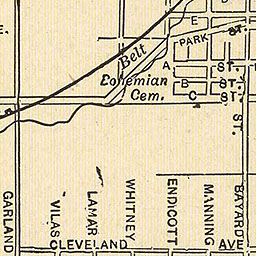 E
E.
PARK ST.
Belt
A. ST.
Bohemian
B ST.
Cem.
C ST.
ST.
GARLAND
VILAS
LAMAR
WHITNEY
ENDICOTT
MANNING
BAYARD
CLEVELAND AVE